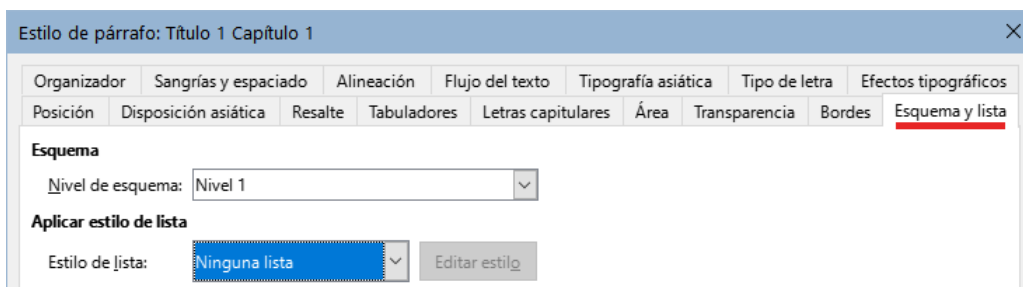 Estilo de párrafo: Título 1 Capítulo 1
Organizador Sangrías y espaciado Alineación Flujo del texto Tipografía asiática Tipo de letra Efectos tipográficos
Posición Disposición asiática Resalte Tabuladores Letras capitulares Área Transparencia Bordes Esquema y lista
Esquema
Nivel de esquema: Nivel 1
Aplicar estilo de lista
Estilo de lista: Ninguna lista Editar estilo